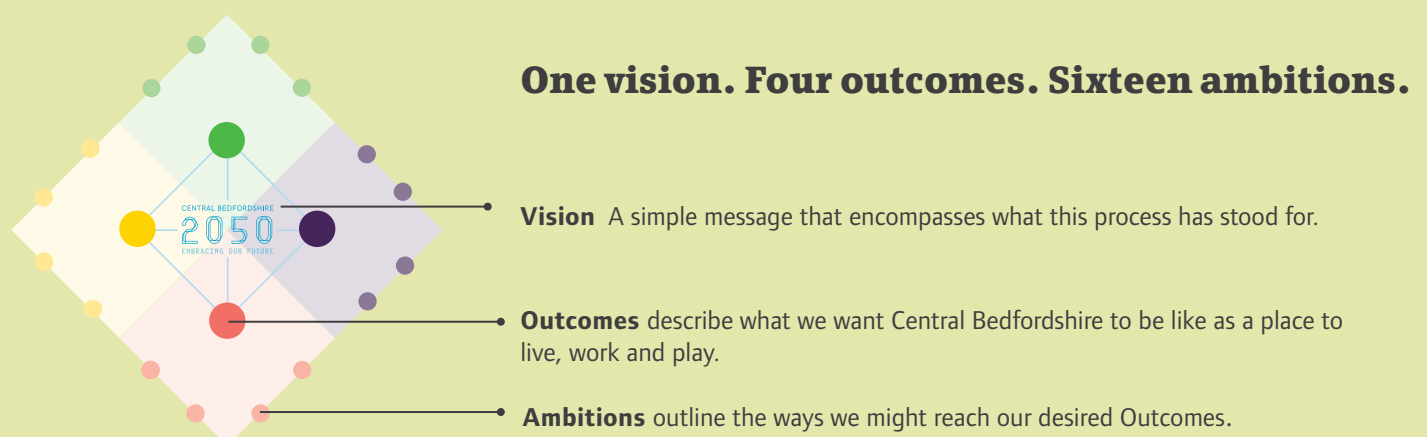 One vision. Four outcomes. Sixteen ambitions.
CENTRAL BEDFORDSHIRE
2050
EMBRACING OUR FUTURE
Vision A simple message that encompasses what this process has stood for.
Outcomes describe what we want Central Bedfordshire to be like as a place to
live, work and play.
Ambitions outline the ways we might reach our desired Outcomes.